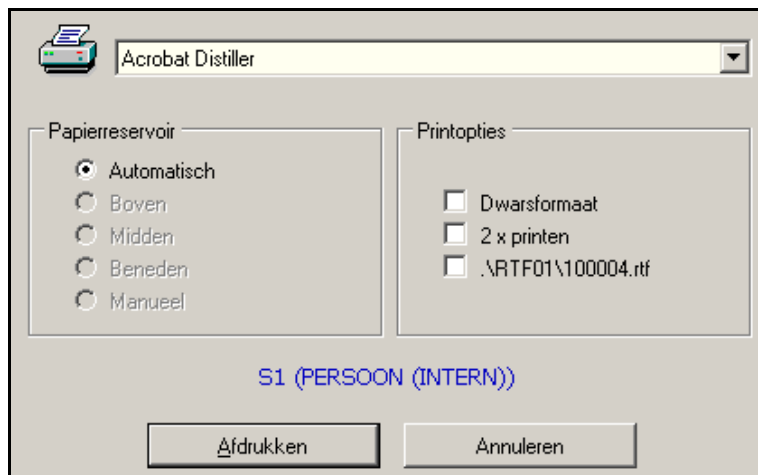 Acrobat Distiller
Papierreservoir
Automatisch
Boven
Midden
Beneden
Manueel
Printopties
Dwarsformaat
2 x printen
.\RTF01\100004.rtf
S1 (PERSOON (INTERN))
Afdrukken
Annuleren